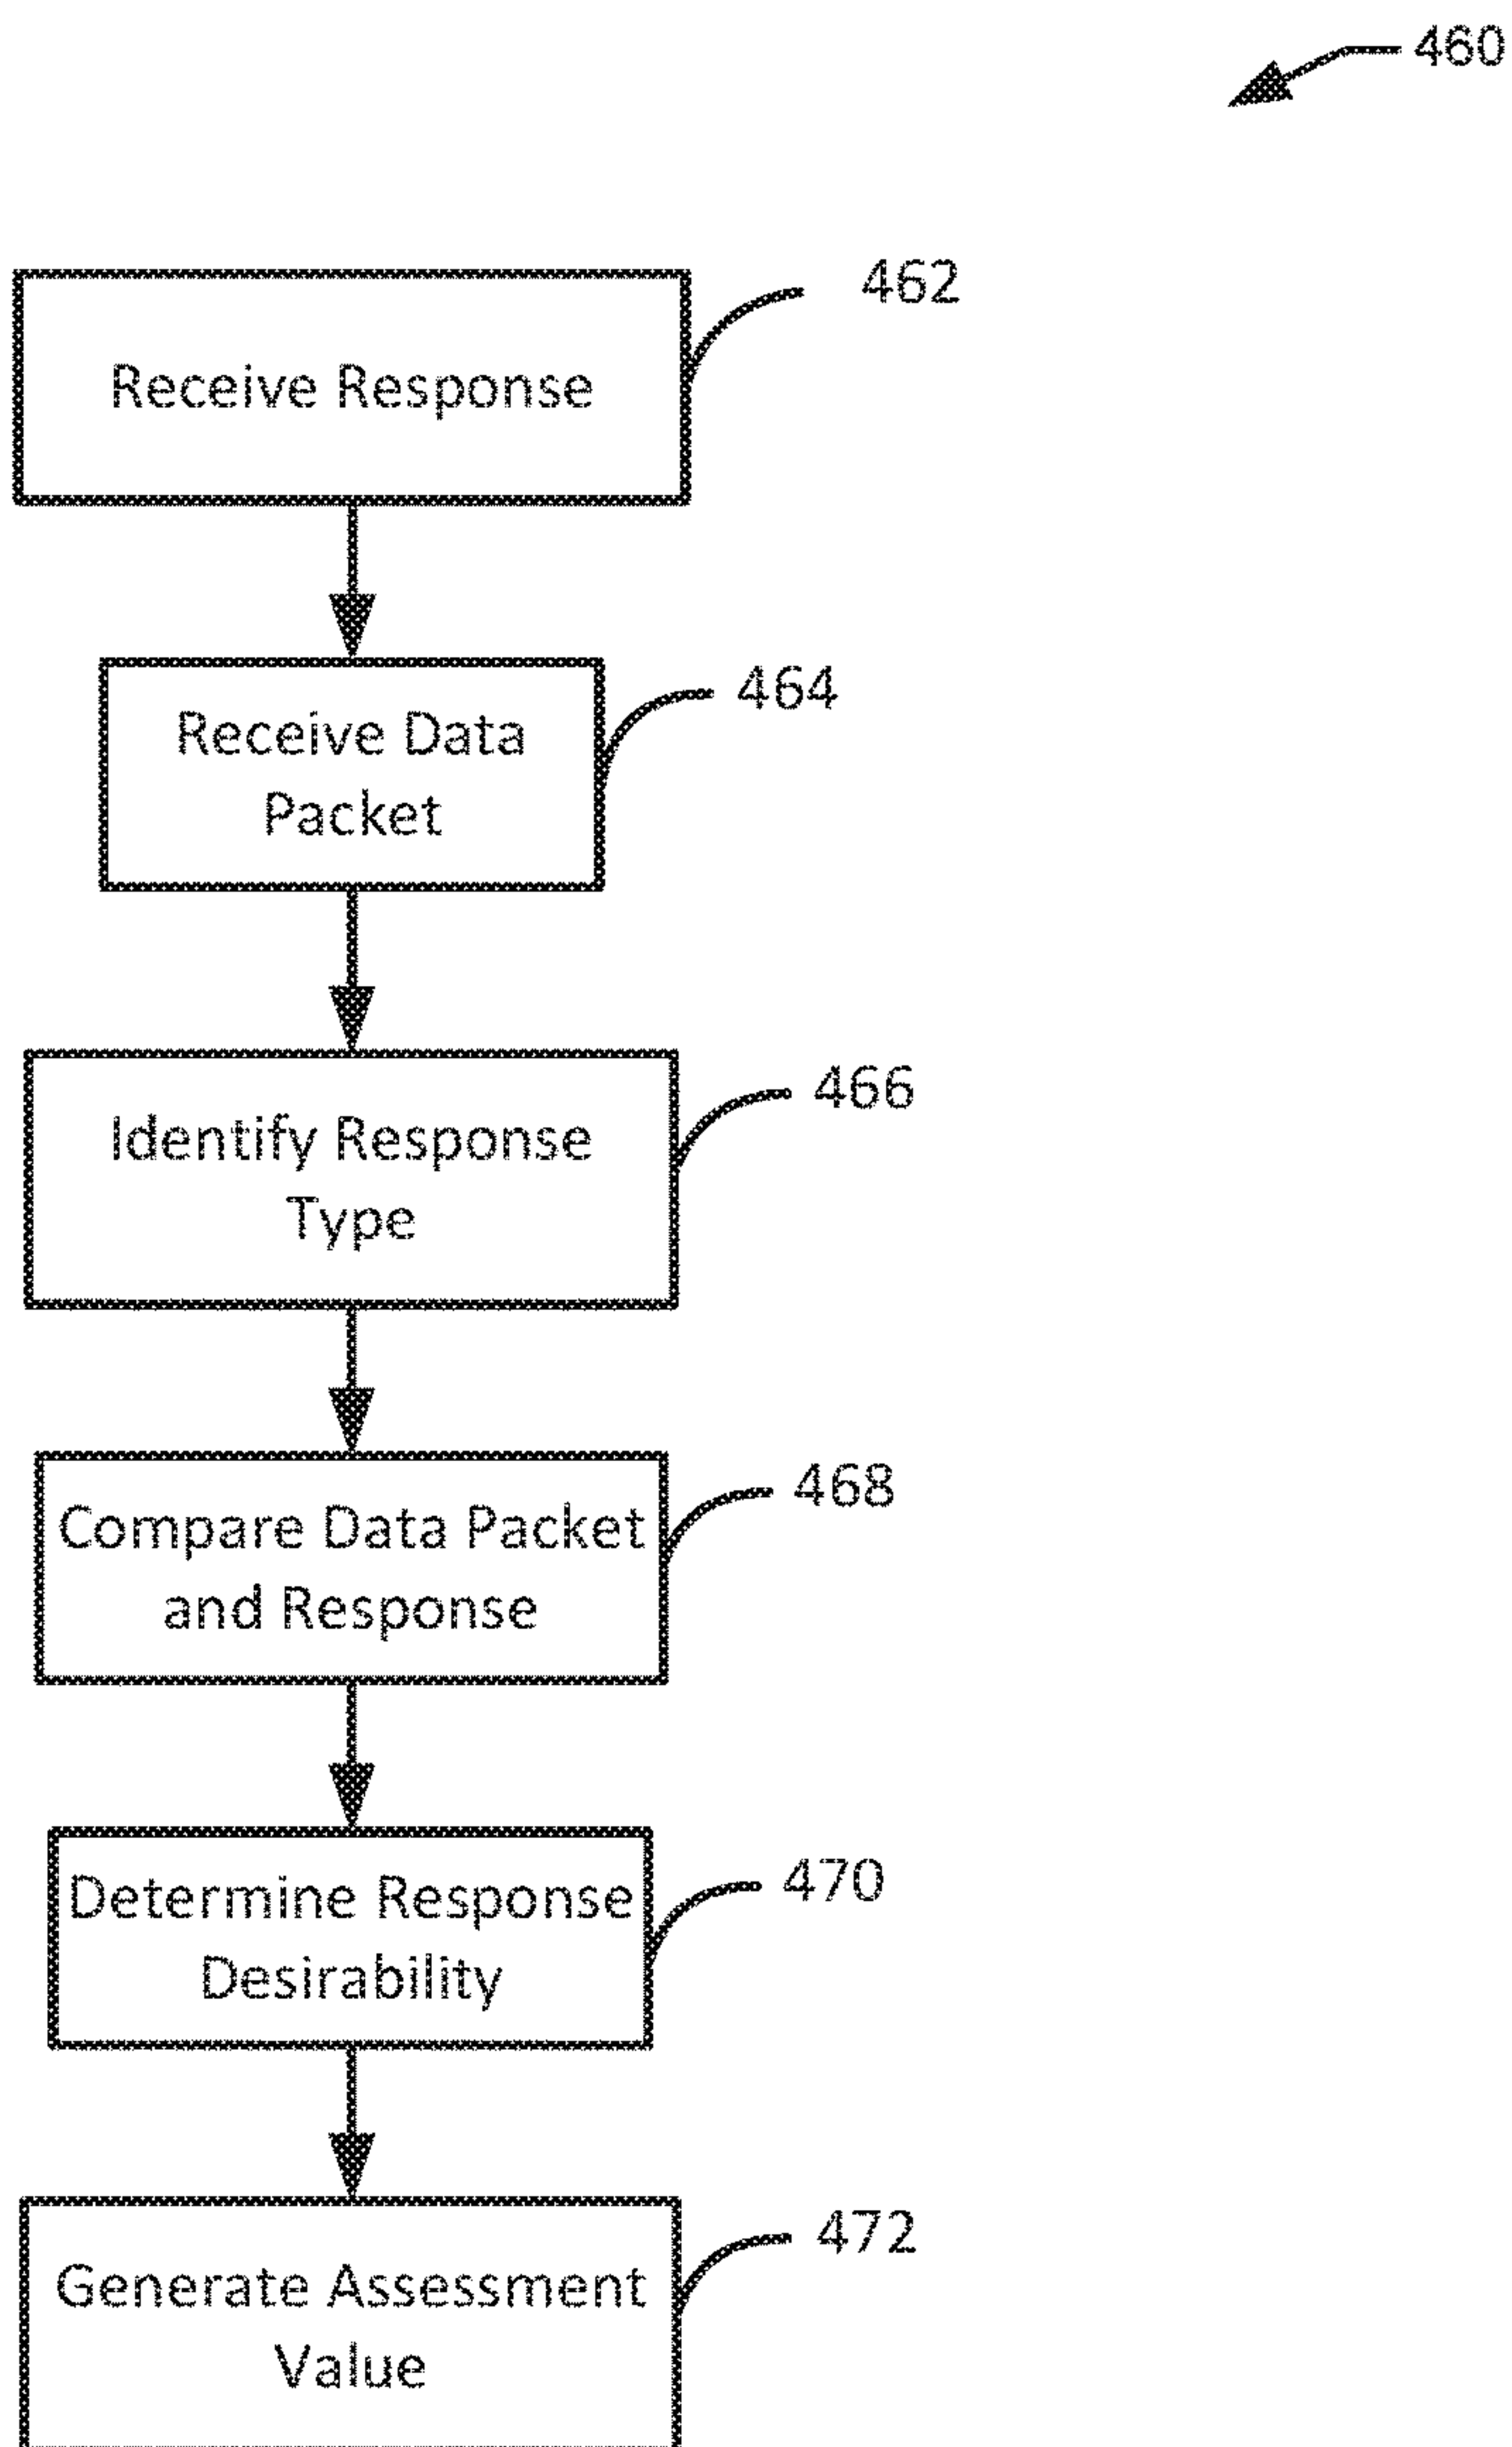 460
462
Receive Response
464
Receive Data
Packet
466
Identify Response
Type
468
Compare Data Packet
and Response
470
Determine Response
Desirability
472
Generate Assessment
Value